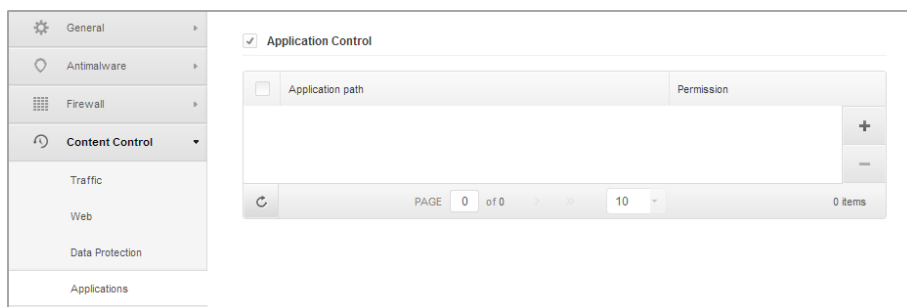 General
Antimalware
Firewall
Content Control
Traffic
Web
Data Protection
Applications
Application Control
Application path Permission
PAGE 0 of 0 10 0 items